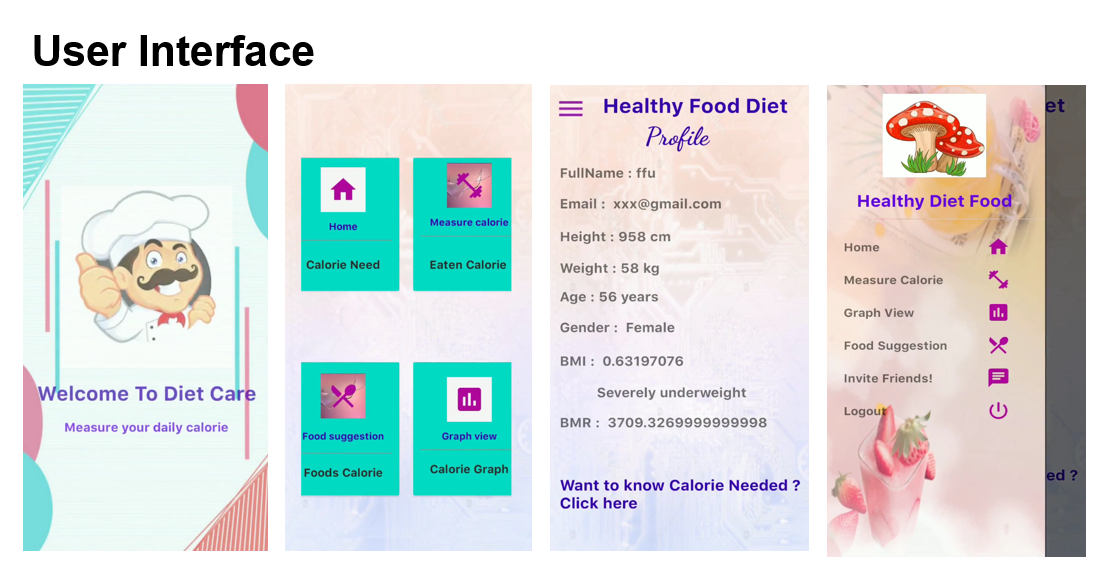 User Interface
Welcome To Diet Care
Measure your daily calorie
Home
Calorie Need
Measure calorie
Eaten Calorie
Food suggestion
Foods Calorie
Graph view
Calorie Graph
Healthy Food Diet
Profile
FullName : ffu
Email :  xxx@gmail.com
Height : 958 cm
Weight : 58 kg
Age : 56 years
Gender :  Female
BMI :  0.63197076
Severely underweight
BMR :  3709.3269999999998
Want to know Calorie Needed ?
Click here
et
Healthy Diet Food
Home
Measure Calorie
Graph View
Food Suggestion
Invite Friends!
Logout
ed ?